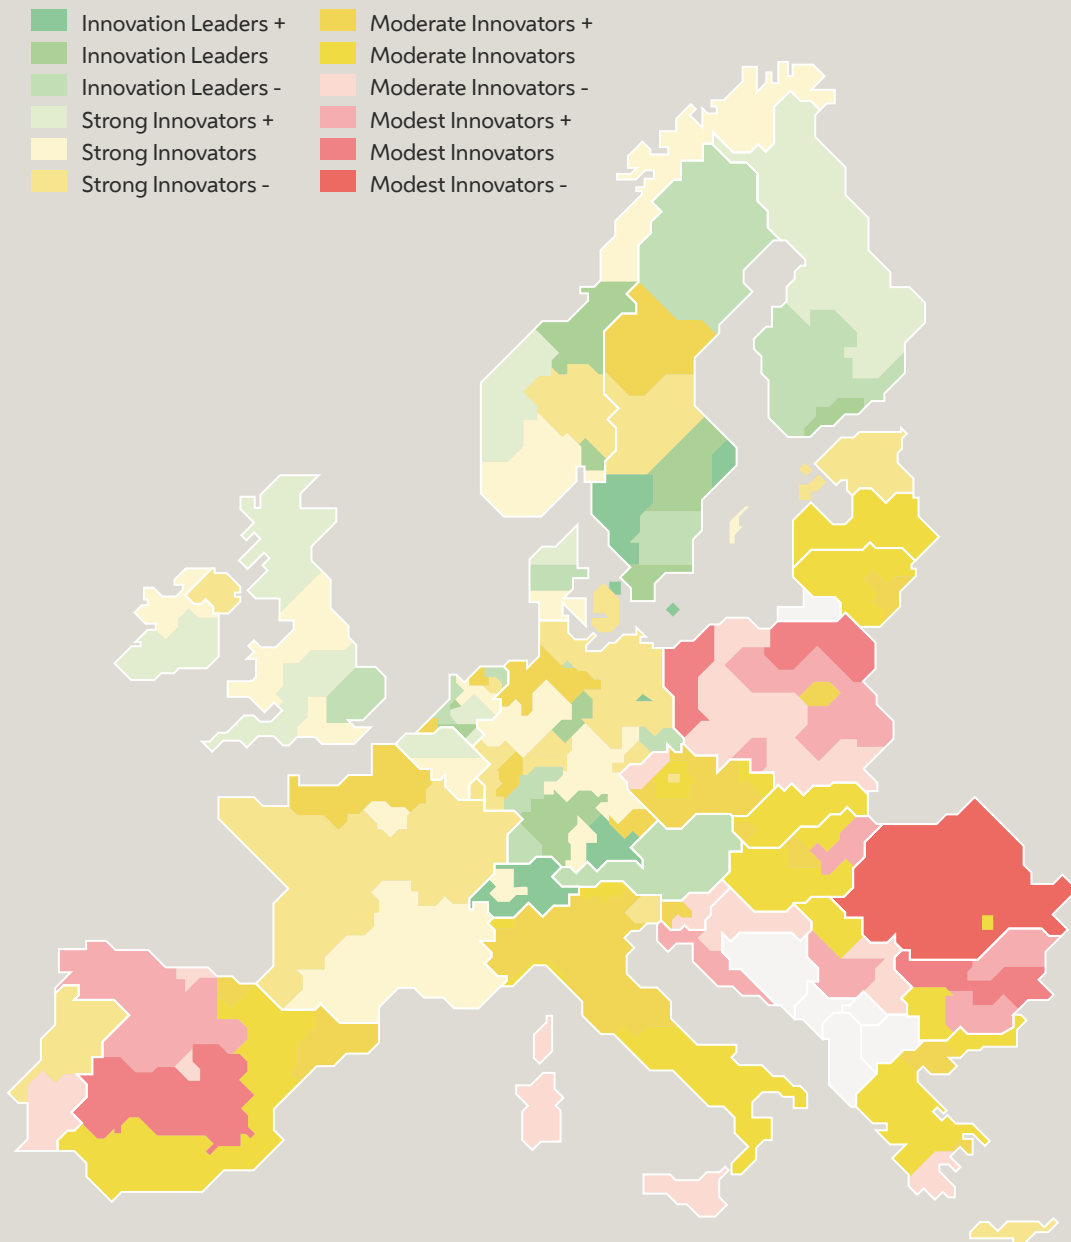 Innovation Leaders +
Innovation Leaders
Innovation Leaders -
Strong Innovators +
Strong Innovators
Strong Innovators -
Moderate Innovators +
Moderate Innovators
Moderate Innovators -
Modest Innovators +
Modest Innovators
Modest Innovators -